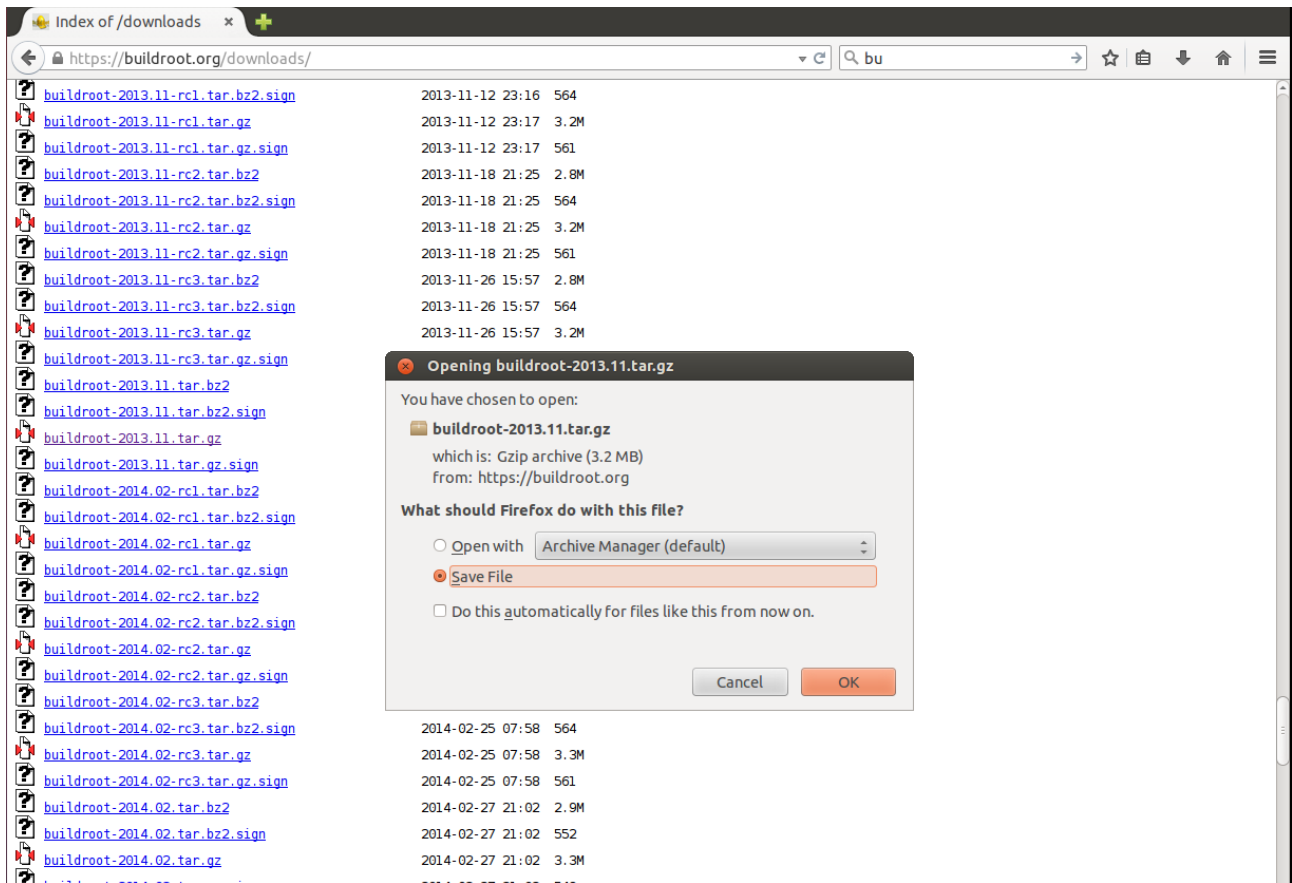 Index of /downloads
https://buildroot.org/downloads/ bu
buildroot-2013.11-rc1.tar.bz2.sign 2013-11-12 23:16 564
buildroot-2013.11-rc1.tar.gz 2013-11-12 23:17 3.2M
buildroot-2013.11-rc1.tar.gz.sign 2013-11-12 23:17 561
buildroot-2013.11-rc2.tar.bz2 2013-11-18 21:25 2.8M
buildroot-2013.11-rc2.tar.bz2.sign 2013-11-18 21:25 564
buildroot-2013.11-rc2.tar.gz 2013-11-18 21:25 3.2M
buildroot-2013.11-rc2.tar.gz.sign 2013-11-18 21:25 561
buildroot-2013.11-rc3.tar.bz2 2013-11-26 15:57 2.8M
buildroot-2013.11-rc3.tar.bz2.sign 2013-11-26 15:57 564
buildroot-2013.11-rc3.tar.gz 2013-11-26 15:57 3.2M
buildroot-2013.11-rc3.tar.gz.sign
buildroot-2013.11.tar.bz2
buildroot-2013.11.tar.bz2.sign
buildroot-2013.11.tar.gz
buildroot-2013.11.tar.gz.sign
buildroot-2014.02-rc1.tar.bz2
buildroot-2014.02-rc1.tar.bz2.sign
buildroot-2014.02-rc1.tar.gz
buildroot-2014.02-rc1.tar.gz.sign
buildroot-2014.02-rc2.tar.bz2
buildroot-2014.02-rc2.tar.bz2.sign
buildroot-2014.02-rc2.tar.gz
buildroot-2014.02-rc2.tar.gz.sign
buildroot-2014.02-rc3.tar.bz2
buildroot-2014.02-rc3.tar.bz2.sign 2014-02-25 07:58 564
buildroot-2014.02-rc3.tar.gz 2014-02-25 07:58 3.3M
buildroot-2014.02-rc3.tar.gz.sign 2014-02-25 07:58 561
buildroot-2014.02.tar.bz2 2014-02-27 21:02 2.9M
buildroot-2014.02.tar.bz2.sign 2014-02-27 21:02 552
buildroot-2014.02.tar.gz 2014-02-27 21:02 3.3M
Opening buildroot-2013.11.tar.gz
You have chosen to open:
buildroot-2013.11.tar.gz
which is: Gzip archive (3.2 MB)
from: https://buildroot.org
What should Firefox do with this file?
Open with Archive Manager (default)
Save File
Do this automatically for files like this from now on.
Cancel OK